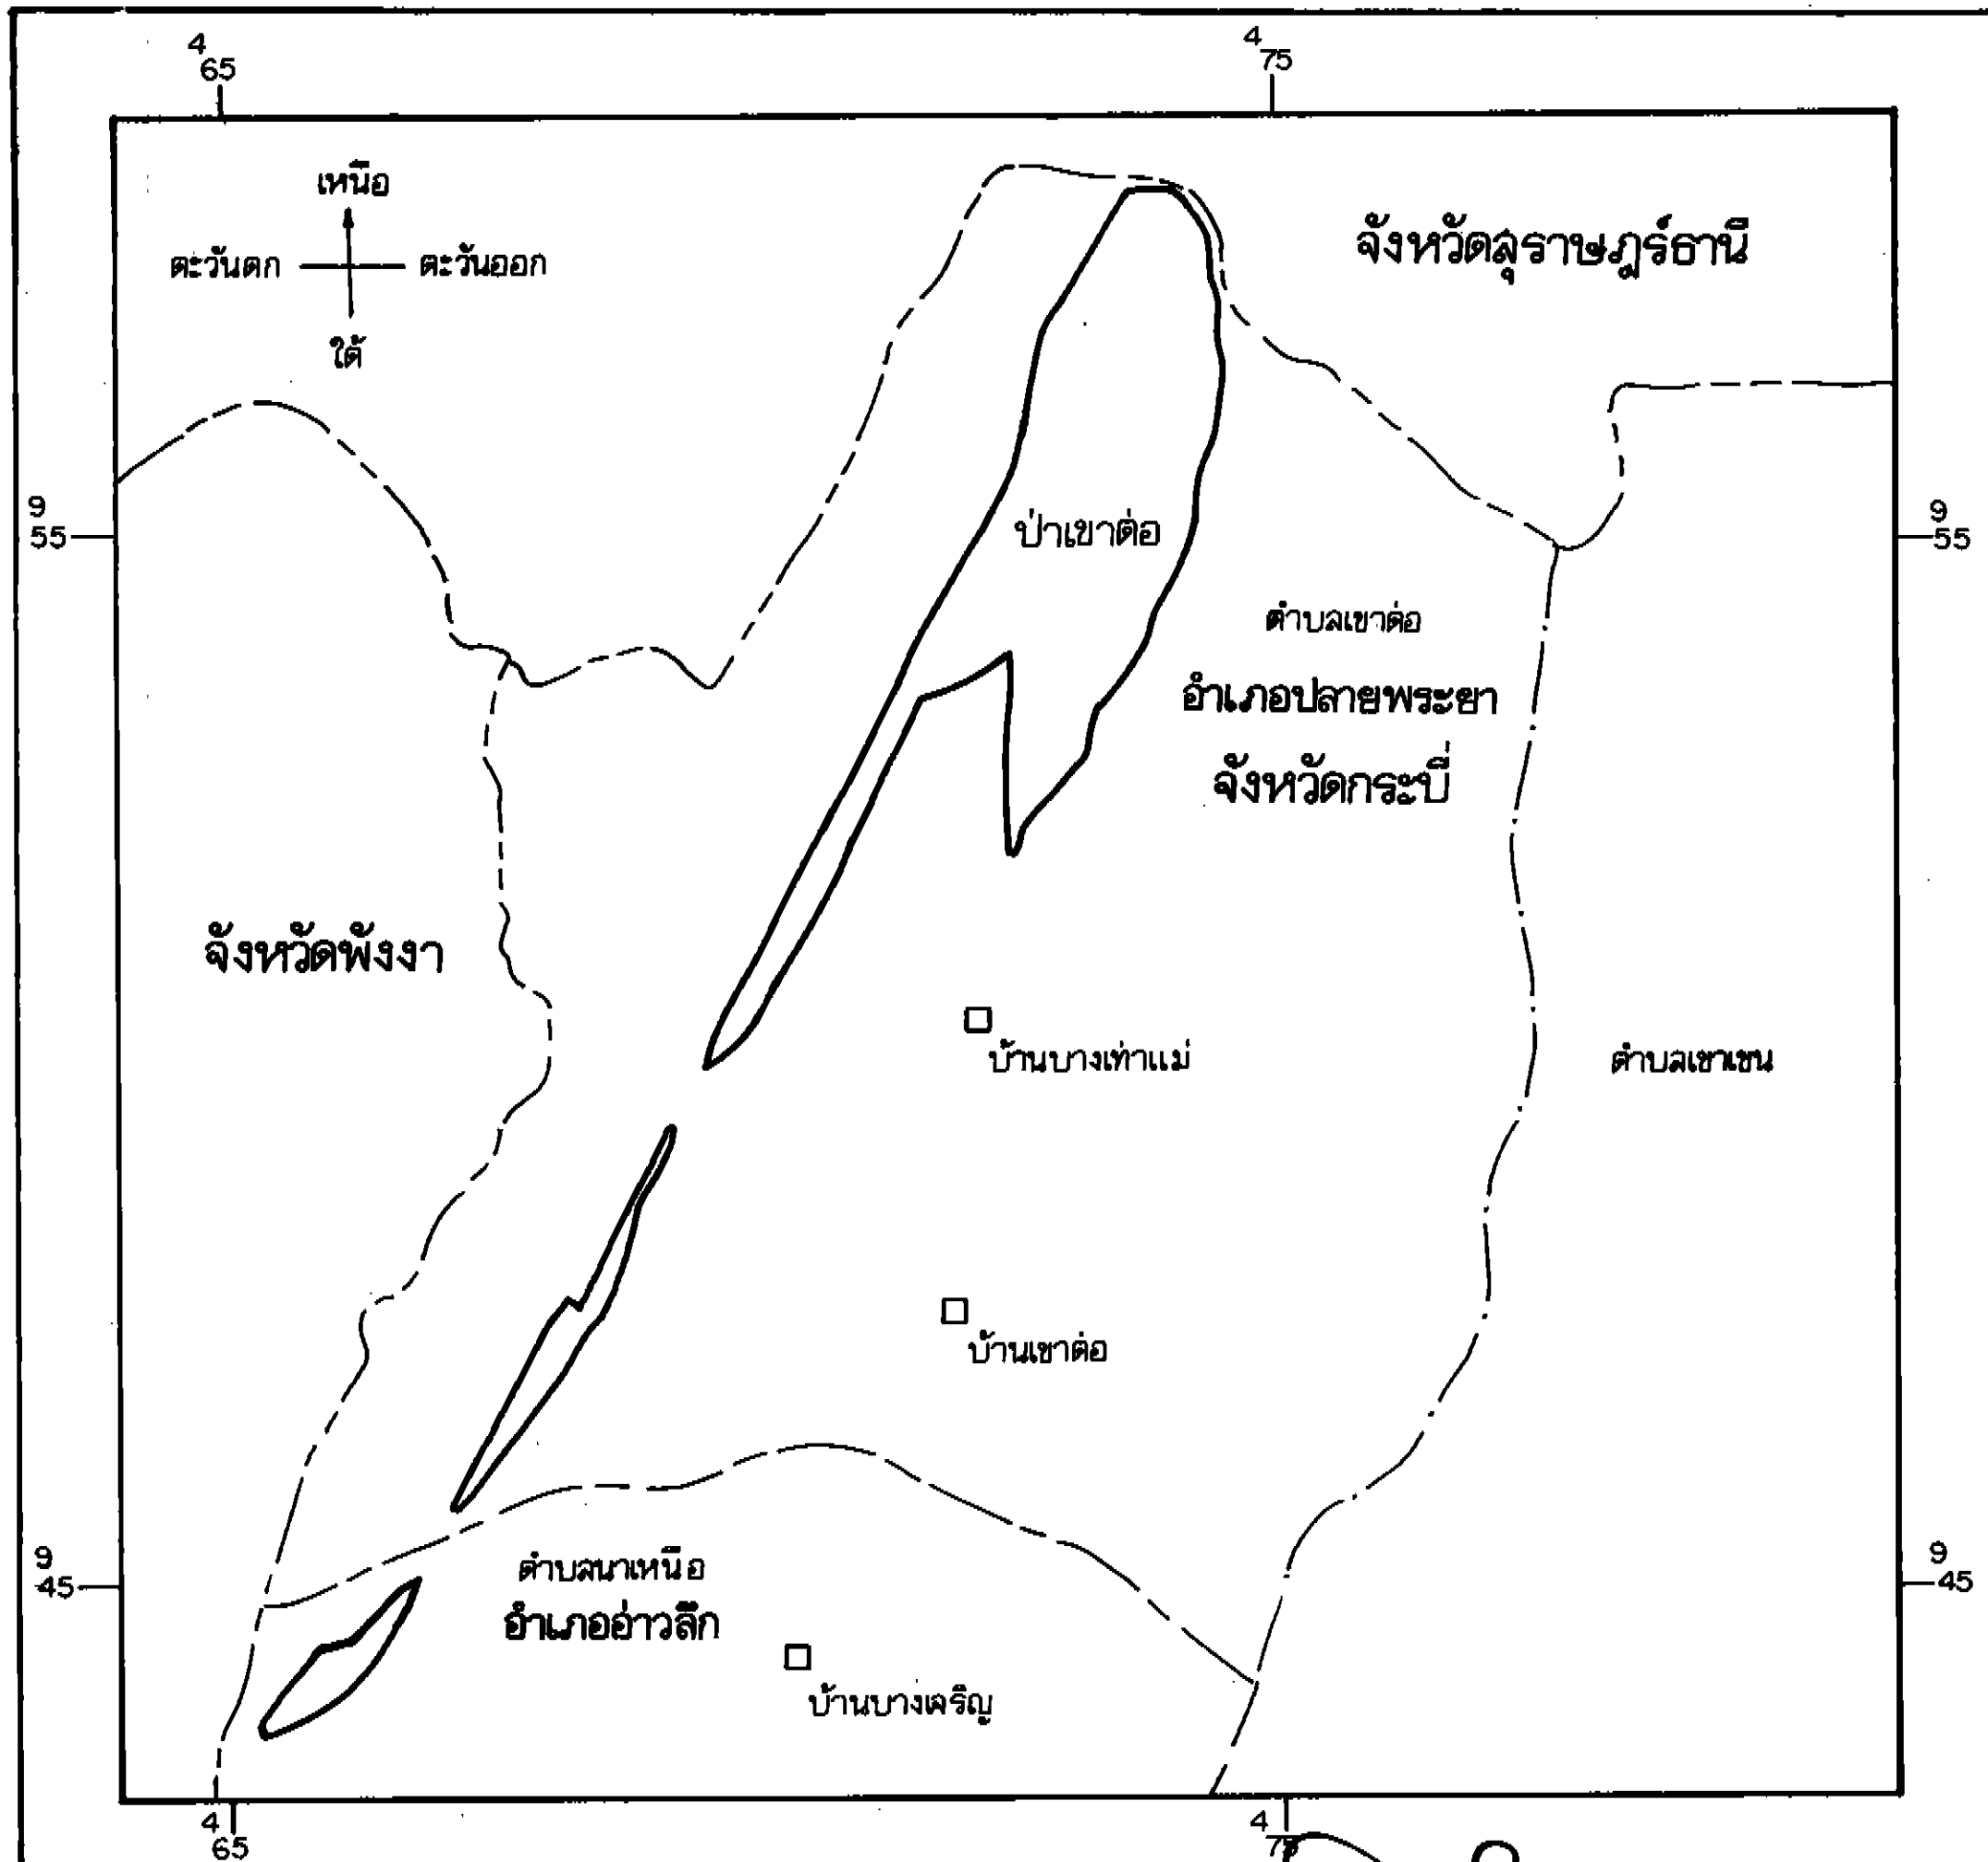 4
65
4
75
เหนือ
ตะวันตก
ตะวันออก
ใต้
จังหวัดสุราษฎร์ธานี
9
55
9
55
ป่าเขาต่อ
ตำบลเขาต่อ
อำเภอปลายพระยา
จังหวัดกระบี่
จังหวัดพังงา
บ้านบางเท่าแม่
ตำบลเขาเขน
บ้านเขาต่อ
9
45
9
45
ตำบลนาเหนือ
อำเภออ่าวลึก
บ้านบางเจริญ
4
65
4
75